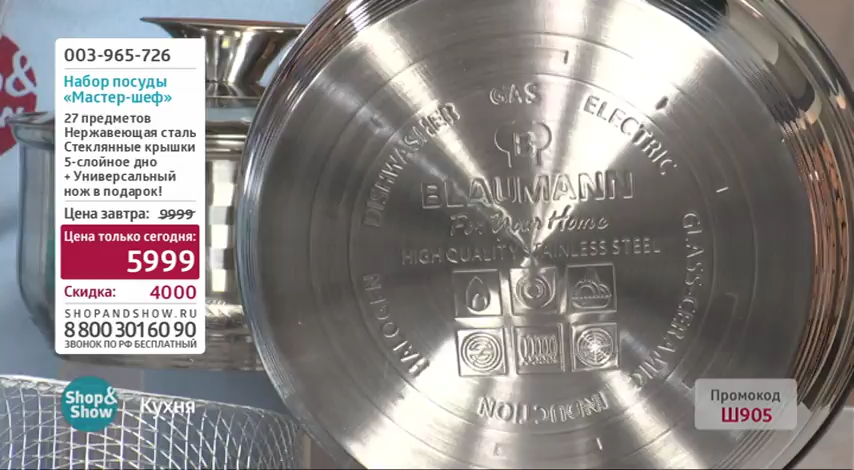 003-965-726
Набор посуды
«Мастер-шеф»
27 предметов
Нержавеющая сталь
Стеклянные крышки
5-слойное дно
+ Универсальный
нож в подарок!
Цена завтра: 9999
Цена только сегодня:
5999
Скидка: 4000
SHOPANDSHOW.RU
8 800 301 60 90
ЗВОНОК ПО РФ БЕСПЛАТНЫЙ
Shop&
Show
Кухня
Промокод
Ш905
DISHWASHER GAS ELECTRIC GLASS-CERAMIC INDUCTION HALOGEN
B
BLAUMANN
For Your Home
HIGH QUALITY STAINLESS STEEL